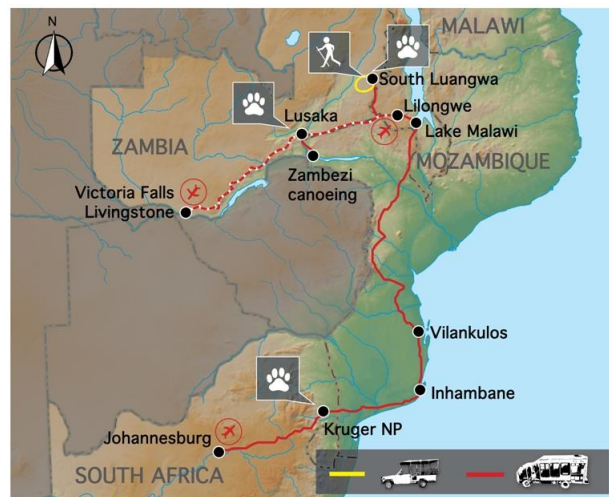 N
MALAWI
South Luangwa
Lilongwe
Lusaka
Lake Malawi
ZAMBIA
MOZAMBIQUE
Zambezi
canoeing
Victoria Falls
Livingstone
Vilankulos
Inhambane
Kruger NP
Johannesburg
SOUTH AFRICA